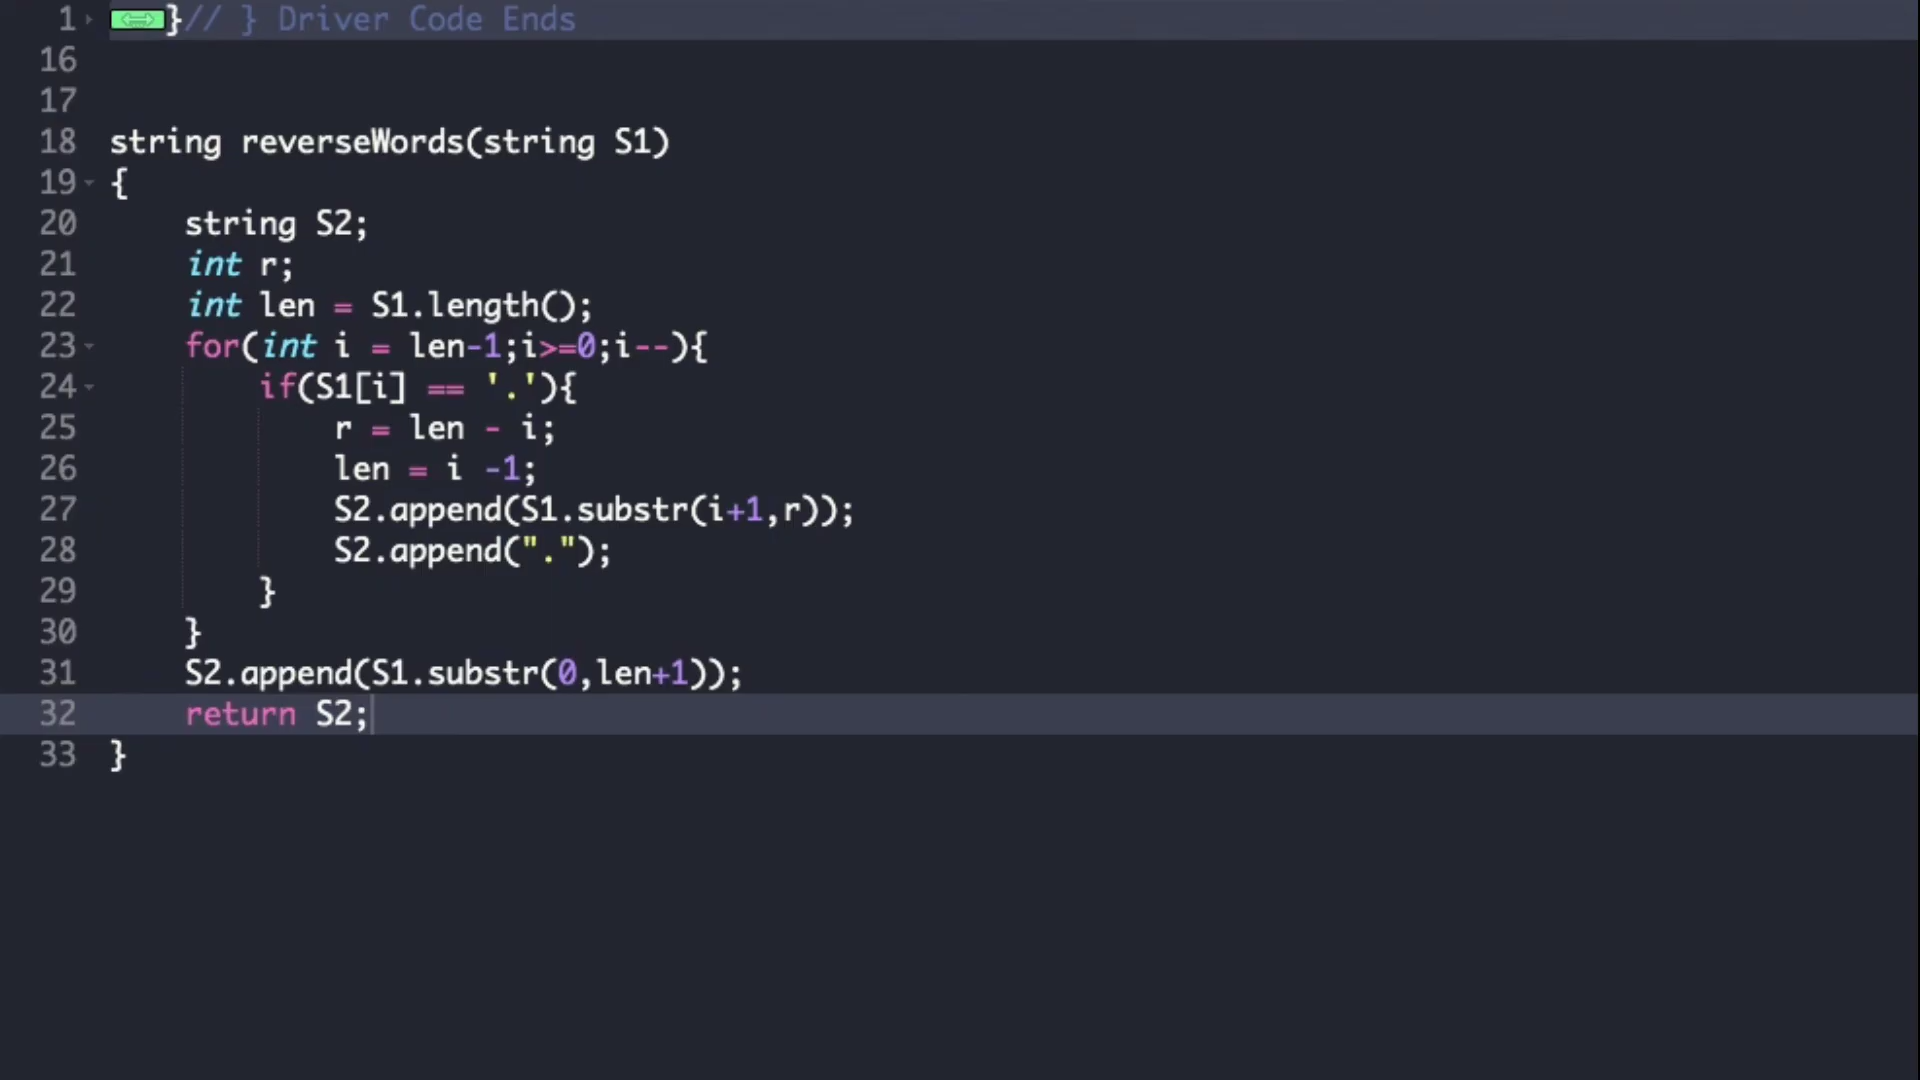 1 }// } Driver Code Ends
16
17
18 string reverseWords(string S1)
19 {
20     string S2;
21     int r;
22     int len = S1.length();
23     for(int i = len-1;i>=0;i--){
24         if(S1[i] == '.'){
25             r = len - i;
26             len = i -1;
27             S2.append(S1.substr(i+1,r));
28             S2.append(".");
29         }
30     }
31     S2.append(S1.substr(0,len+1));
32     return S2;
33 }